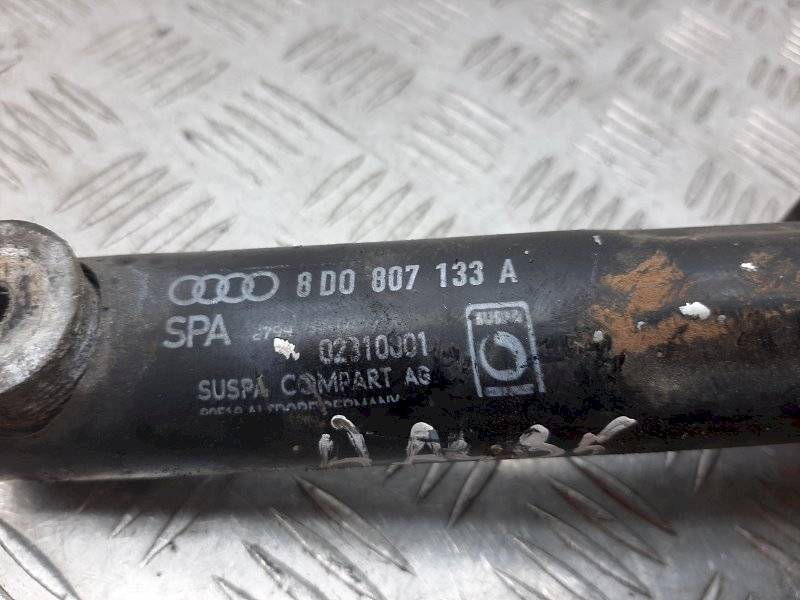 8D0 807 133 A
SPA
02310001
SUSPA COMPART AG
SUSPA